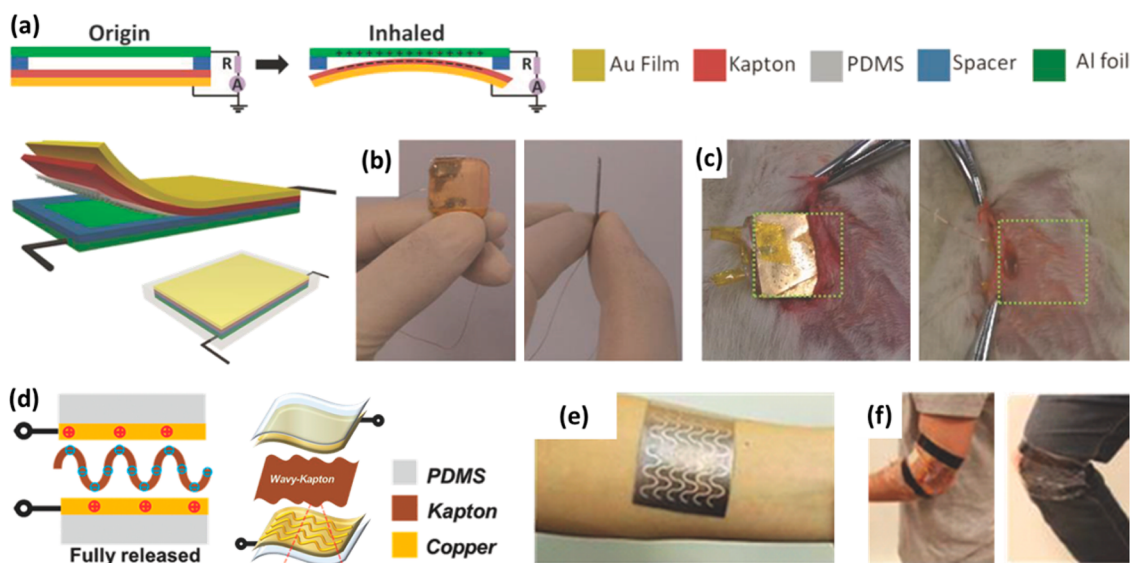 (a)
Origin
Inhaled
R
A
R
A
Au Film
Kapton
PDMS
Spacer
Al foil
(b)
(c)
(d)
Fully released
Wavy-Kapton
PDMS
Kapton
Copper
(e)
(f)